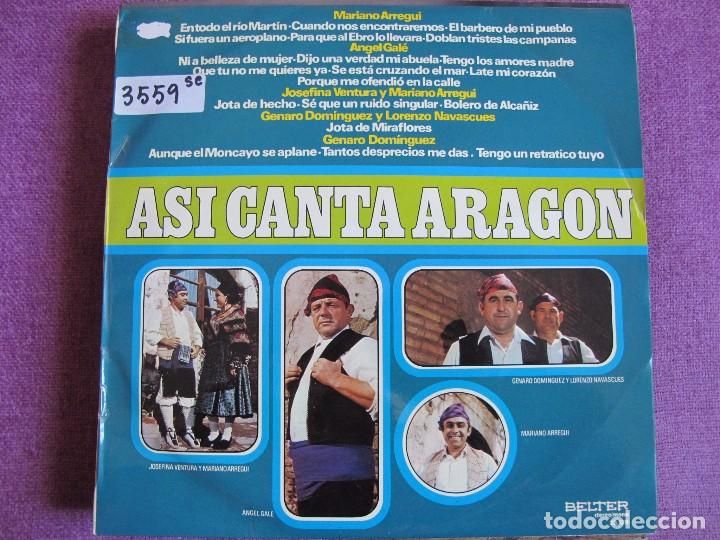 Mariano Arregui
En todo el río Martín · Cuando nos encontraremos · El barbero de mi pueblo
Si fuera un aeroplano · Para que al Ebro lo llevara · Doblan tristes las campanas
Angel Galé
Ni a belleza de mujer · Dijo una verdad mi abuela · Tengo los amores madre
Que tu no me quieres ya · Se está cruzando el mar · Late mi corazón
Porque me ofendió en la calle
Josefina Ventura y Mariano Arregui
Jota de hecho · Sé que un ruido singular · Bolero de Alcañiz
Genaro Domínguez y Lorenzo Navascues
Jota de Miraflores
Genaro Domínguez
Aunque el Moncayo se aplane · Tantos desprecios me das . Tengo un retratico tuyo
3559 sc
ASI CANTA ARAGON
GENARO DOMINGUEZ Y LORENZO NAVASCUES
MARIANO ARREGUI
JOSEFINA VENTURA Y MARIANO ARREGUI
ANGEL GALE
BELTER
todocoleccion